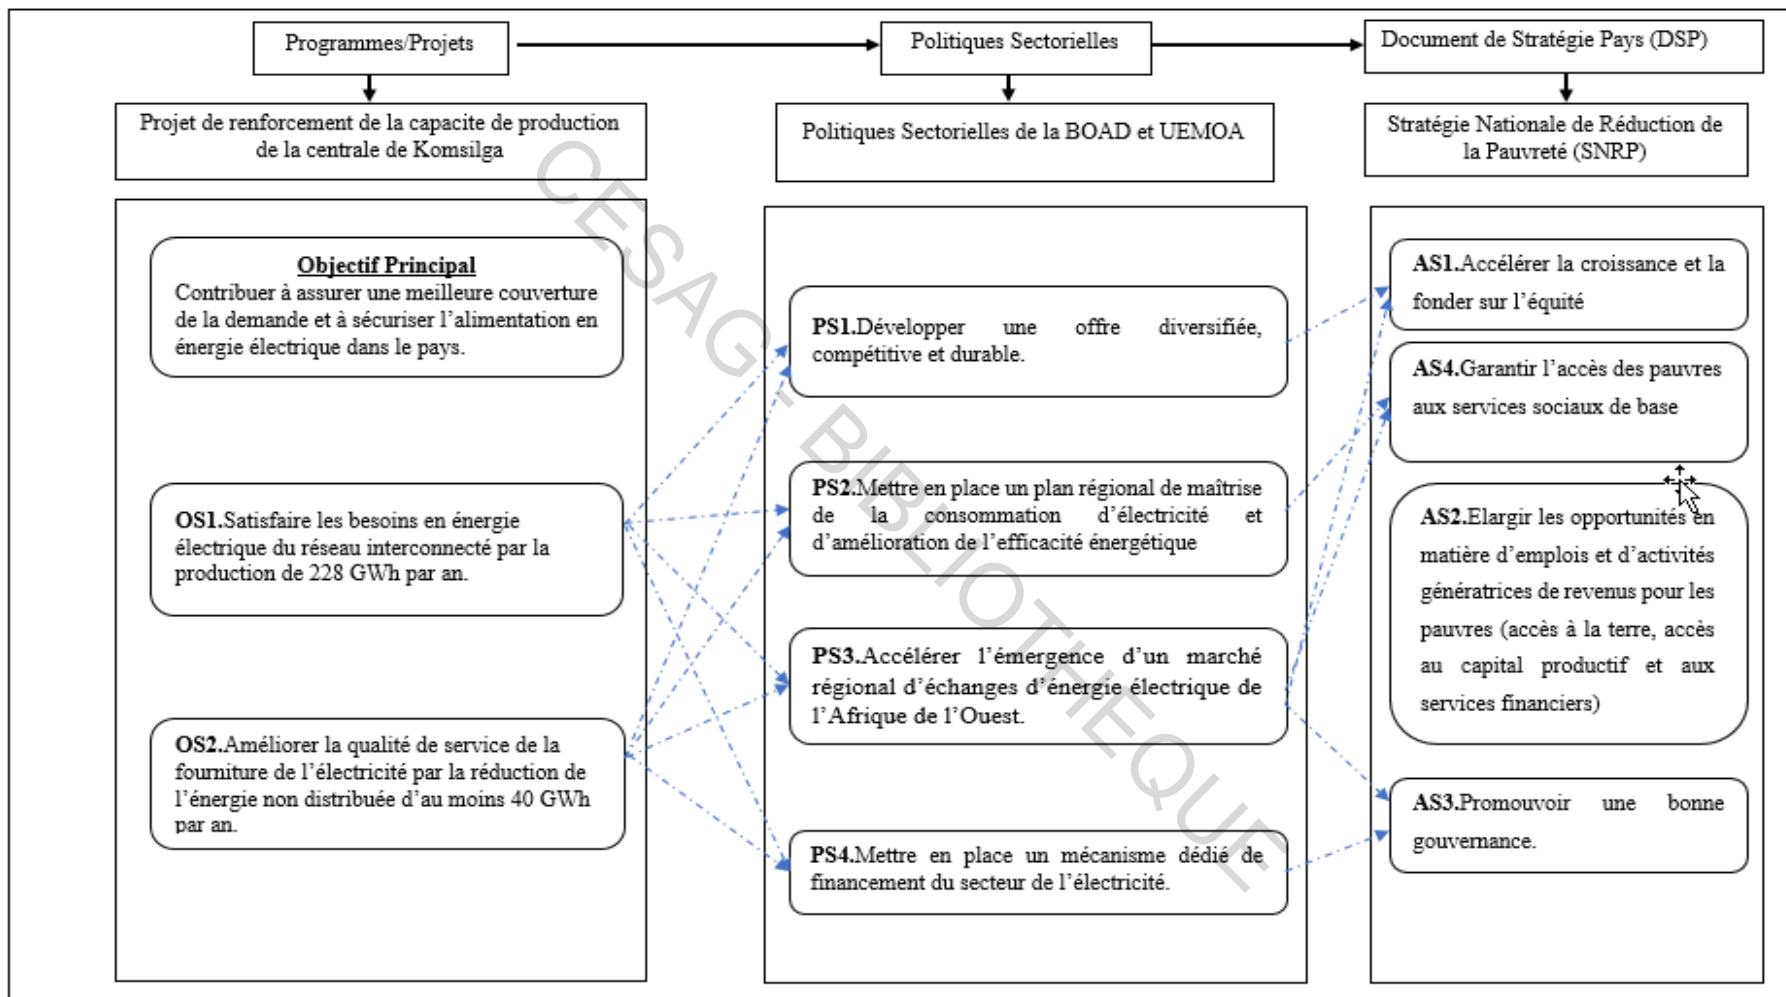 Programmes/Projets
Politiques Sectorielles
Document de Stratégie Pays (DSP)
Projet de renforcement de la capacite de production
de la centrale de Komsilga
Politiques Sectorielles de la BOAD et UEMOA
Stratégie Nationale de Réduction de
la Pauvreté (SNRP)
Objectif Principal
Contribuer à assurer une meilleure couverture
de la demande et à sécuriser l'alimentation en
énergie électrique dans le pays.
OS1.Satisfaire les besoins en énergie
électrique du réseau interconnecté par la
production de 228 GWh par an.
OS2.Améliorer la qualité de service de la
fourniture de l'électricité par la réduction de
l'énergie non distribuée d'au moins 40 GWh
par an.
PS1.Développer une offre diversifiée,
compétitive et durable.
PS2.Mettre en place un plan régional de maîtrise
de la consommation d'électricité et
d'amélioration de l'efficacité énergétique
PS3.Accélérer l'émergence d'un marché
régional d'échanges d'énergie électrique de
l'Afrique de l'Ouest.
PS4.Mettre en place un mécanisme dédié de
financement du secteur de l'électricité.
AS1.Accélérer la croissance et la
fonder sur l'équité
AS4.Garantir l'accès des pauvres
aux services sociaux de base
AS2.Elargir les opportunités en
matière d'emplois et d'activités
génératrices de revenus pour les
pauvres (accès à la terre, accès
au capital productif et aux
services financiers)
AS3.Promouvoir une bonne
gouvernance.
CESAG - BIBLIOTHEQUE